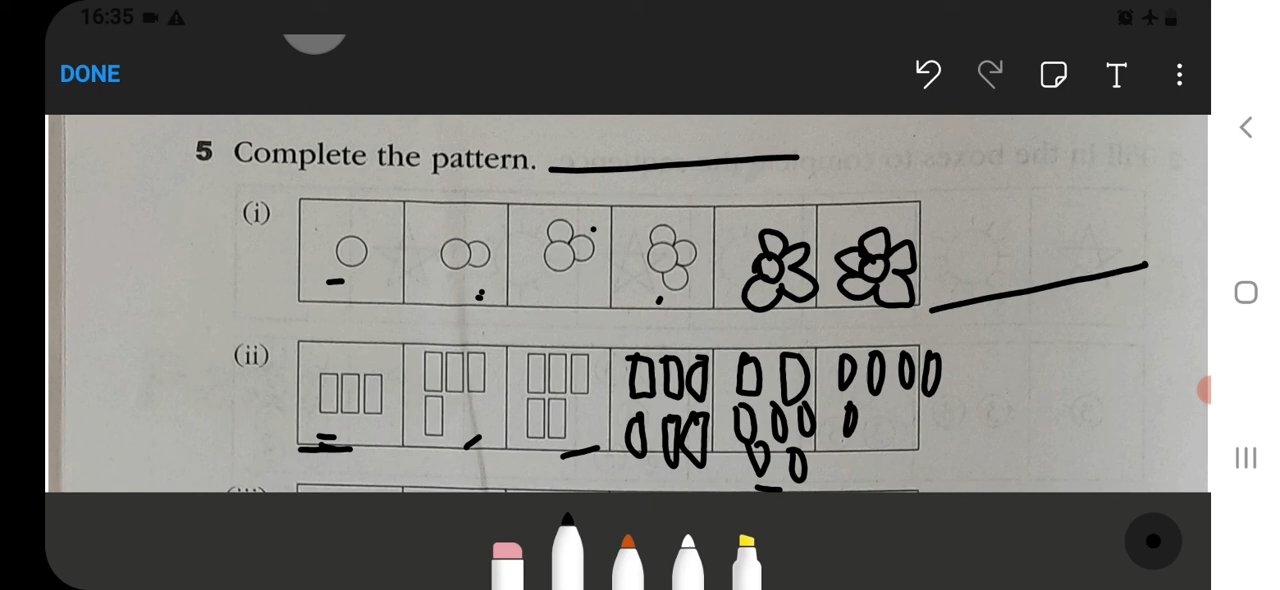 16:35
DONE
T
5 Complete the pattern.
(i)
(ii)